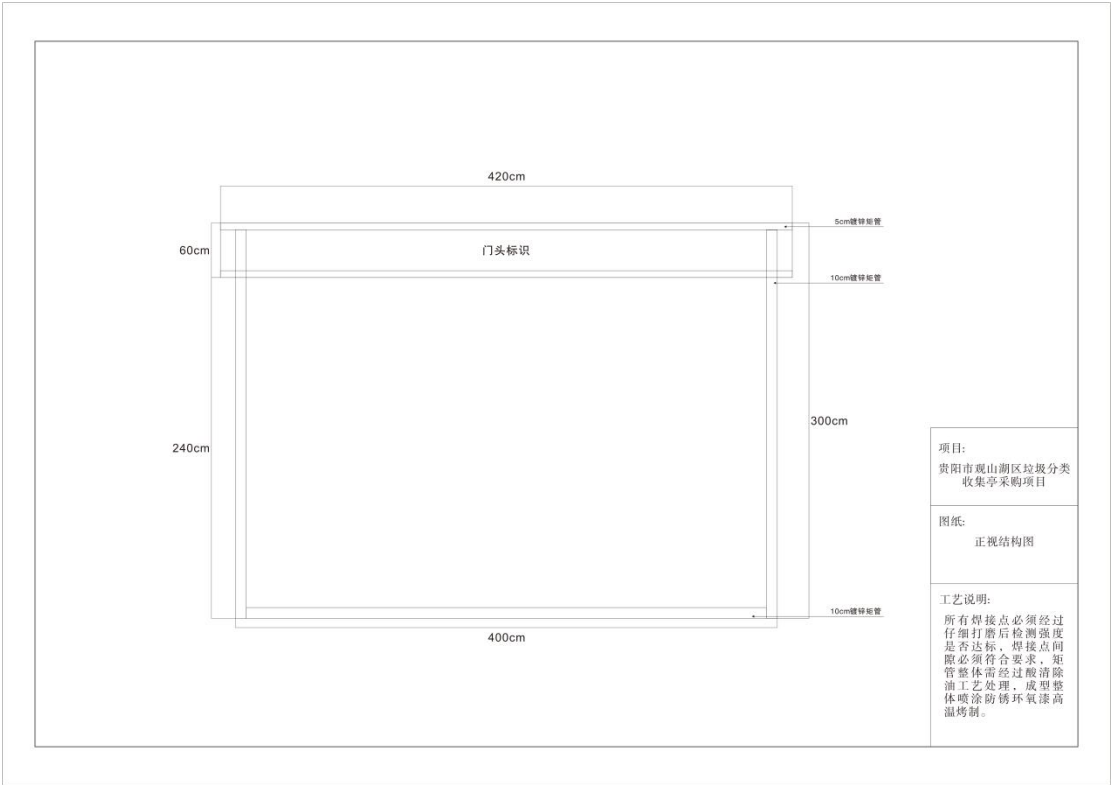 420cm
5cm镀锌矩管
60cm
门头标识
10cm镀锌矩管
300cm
240cm
项目:
贵阳市观山湖区垃圾分类
收集亭采购项目
图纸:
正视结构图
10cm镀锌矩管
400cm
工艺说明:
所有焊接点必须经过
仔细打磨后检测强度
是否达标，焊接点间
隙必须符合要求，矩
管整体需经过酸清除
油工艺处理，成型整
体喷涂防锈环氧漆高
温烤制。